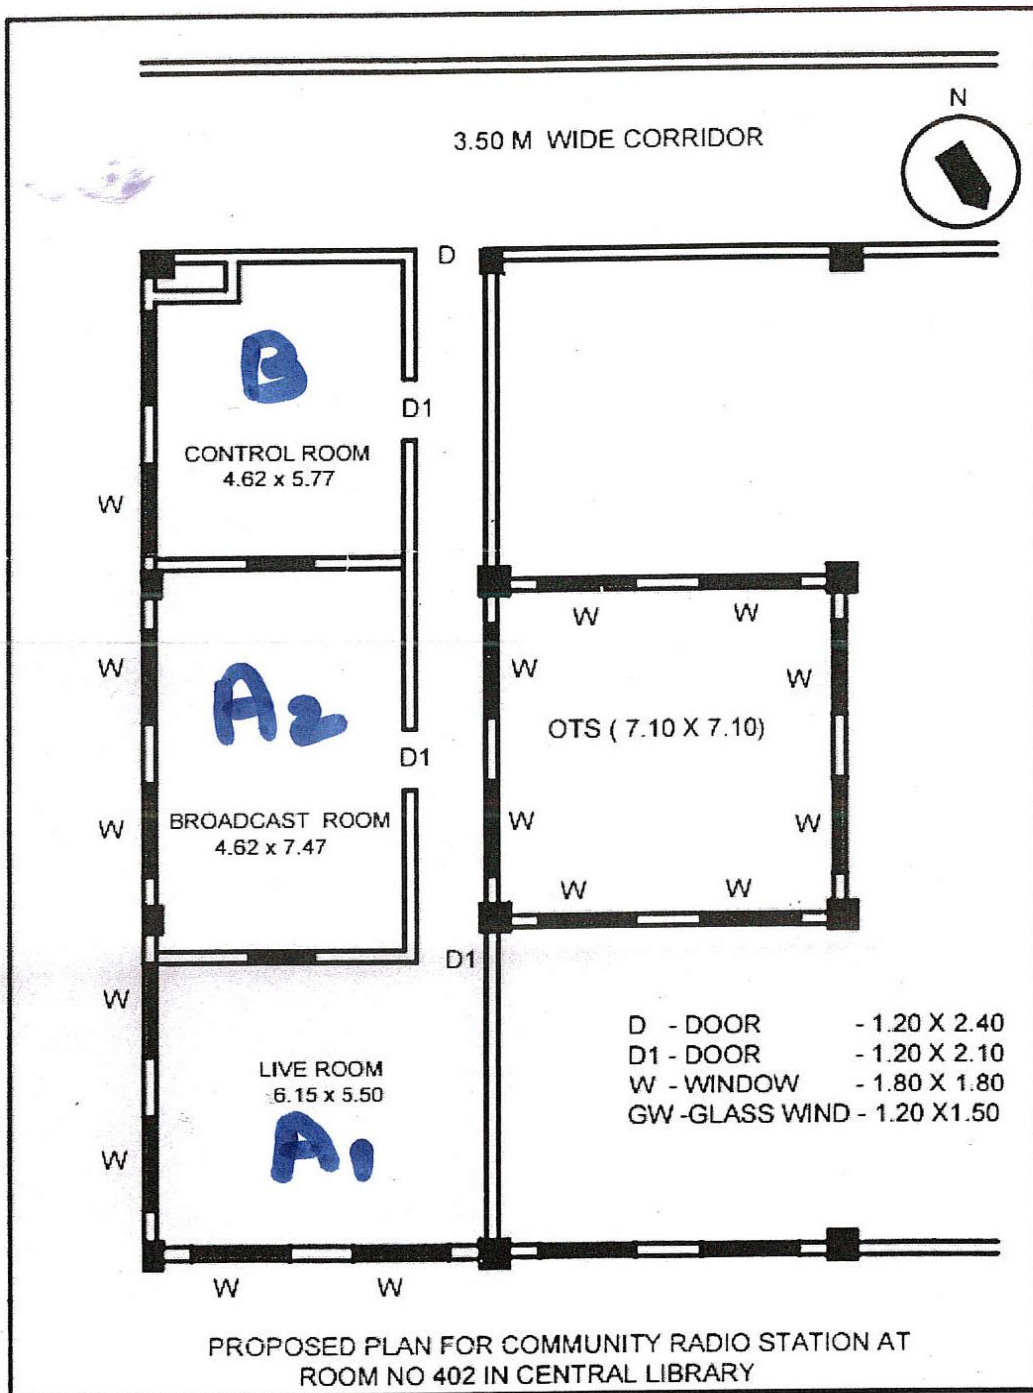 N
3.50 M WIDE CORRIDOR
D
B
D1
CONTROL ROOM
4.62 x 5.77
W
W W
W W W
A2
OTS ( 7.10 X 7.10)
D1
BROADCAST ROOM
4.62 x 7.47
W W W
W W
D1
W
D - DOOR - 1.20 X 2.40
D1 - DOOR - 1.20 X 2.10
W - WINDOW - 1.80 X 1.80
GW -GLASS WIND - 1.20 X1.50
LIVE ROOM
6.15 x 5.50
A1
W
W W
PROPOSED PLAN FOR COMMUNITY RADIO STATION AT
ROOM NO 402 IN CENTRAL LIBRARY